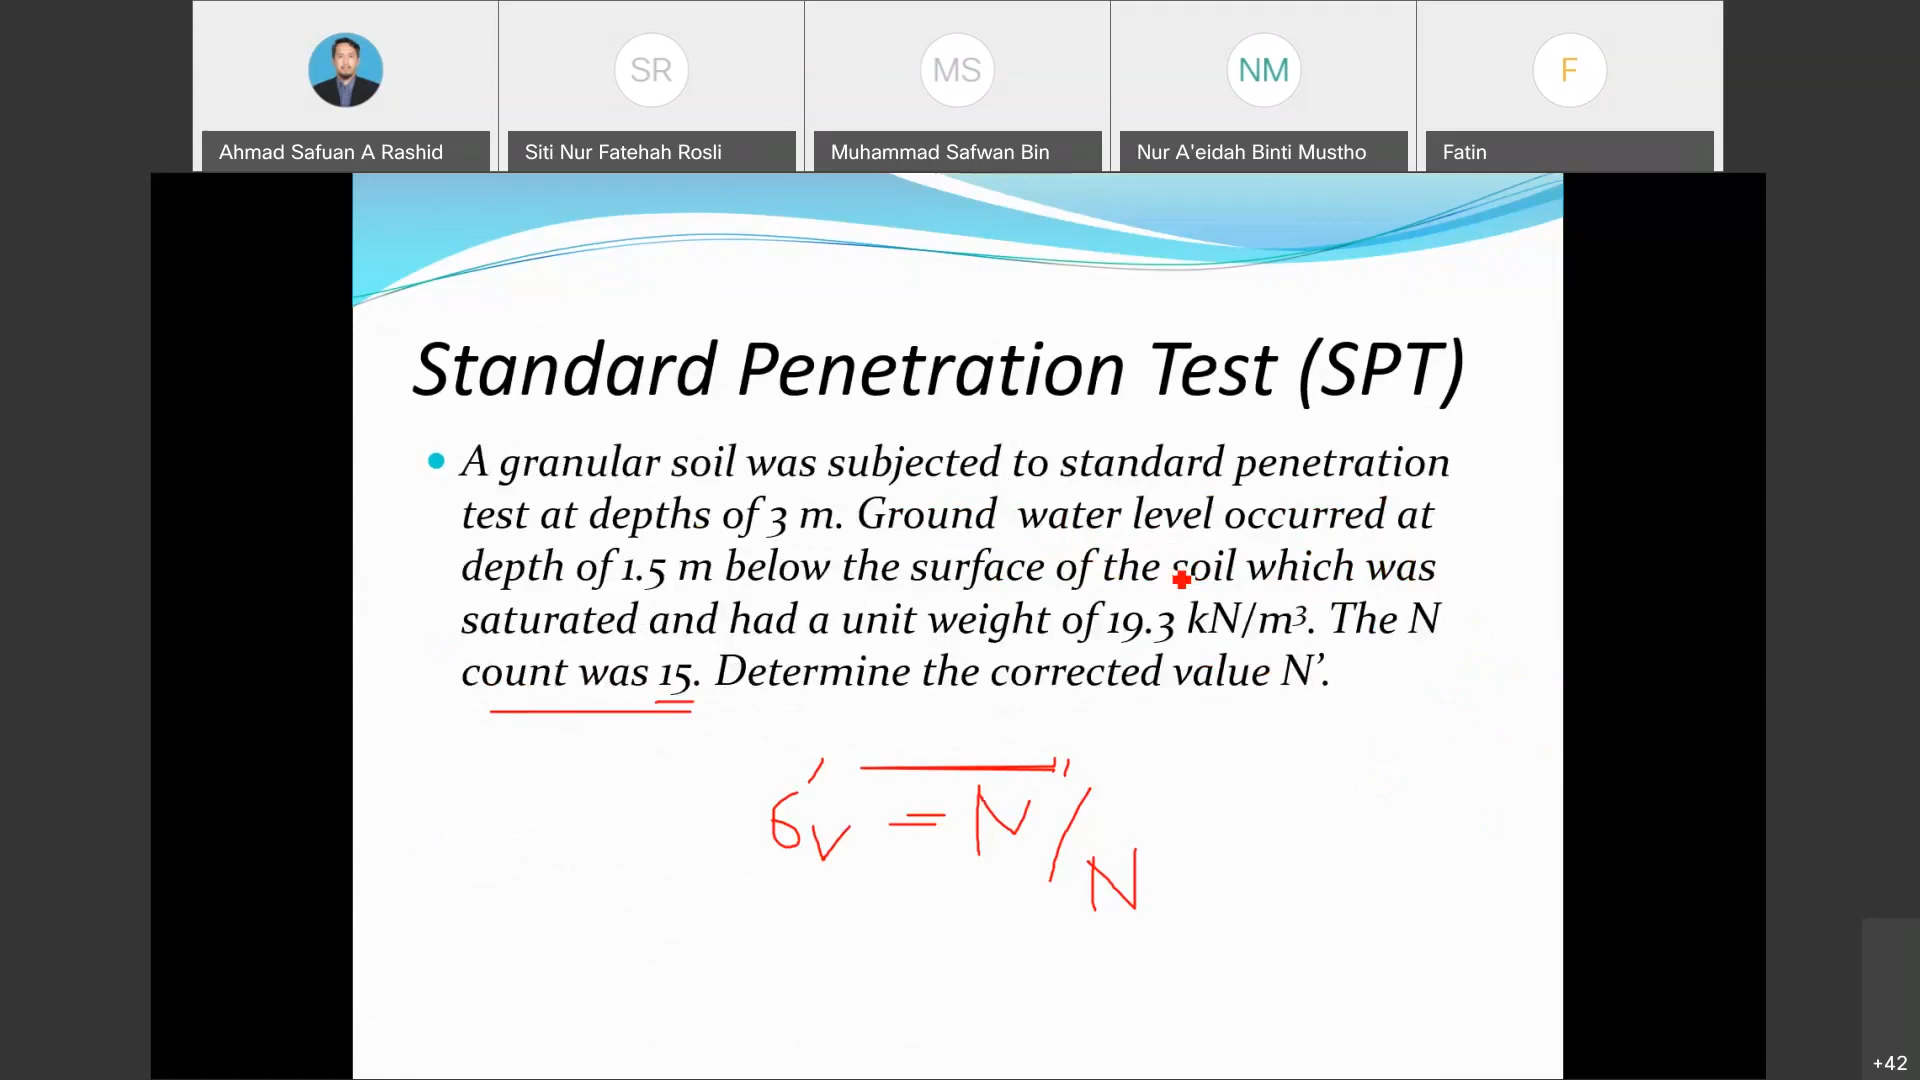 SR
MS
NM
F
Ahmad Safuan A Rashid
Siti Nur Fatehah Rosli
Muhammad Safwan Bin
Nur A'eidah Binti Mustho
Fatin
Standard Penetration Test (SPT)
• A granular soil was subjected to standard penetration
test at depths of 3 m. Ground water level occurred at
depth of 1.5 m below the surface of the soil which was
saturated and had a unit weight of 19.3 kN/m³. The N
count was 15. Determine the corrected value N’.
σv' = N'/N
+42